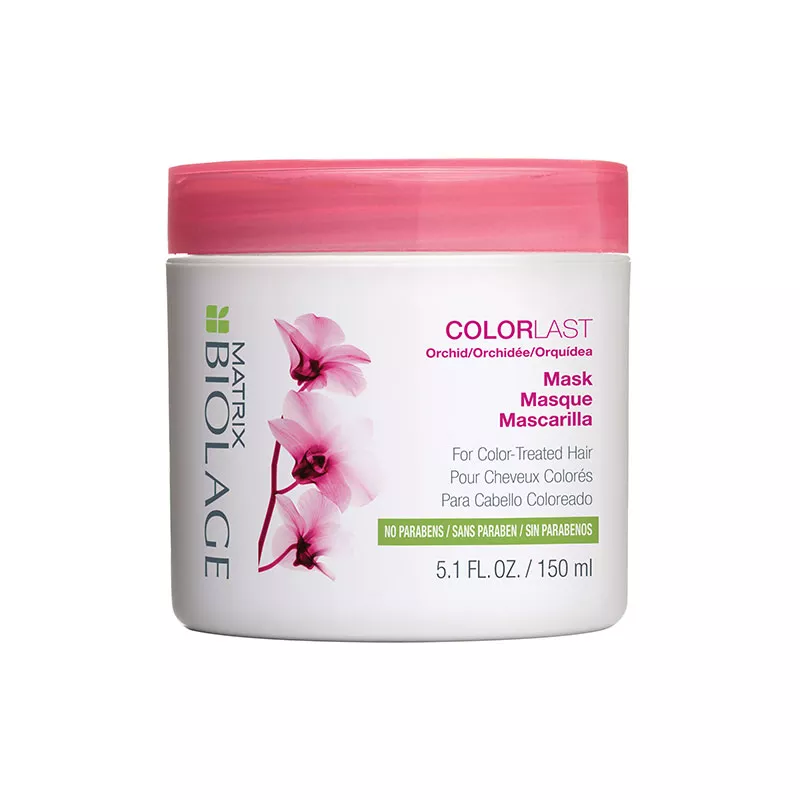 MATRIX
BIOLAGE
COLORLAST
Orchid/Orchidée/Orquídea
Mask
Masque
Mascarilla
For Color-Treated Hair
Pour Cheveux Colorés
Para Cabello Coloreado
NO PARABENS / SANS PARABEN / SIN PARABENOS
5.1 FL. OZ. / 150 ml